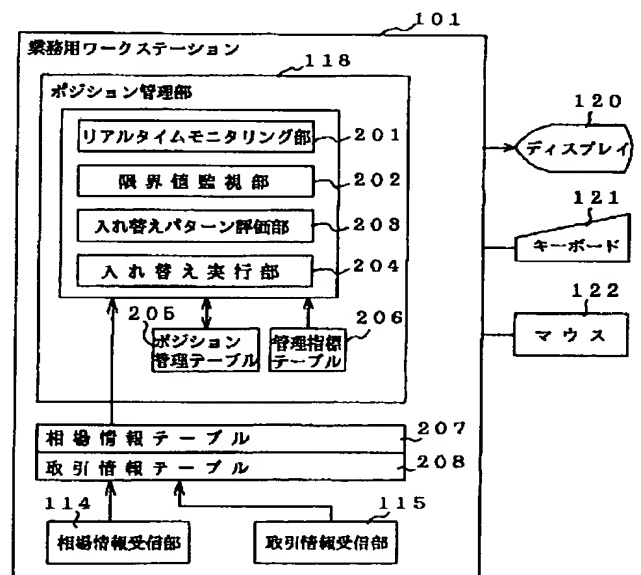 101
業務用ワークステーション
118
ポジション管理部
リアルタイムモニタリング部
201
限界値監視部
202
入れ替えパターン評価部
203
入れ替え実行部
204
205
ポジション
管理テーブル
206
管理指標
テーブル
相場情報テーブル
207
取引情報テーブル
208
114
相場情報受信部
115
取引情報受信部
120
ディスプレイ
121
キーボード
122
マウス